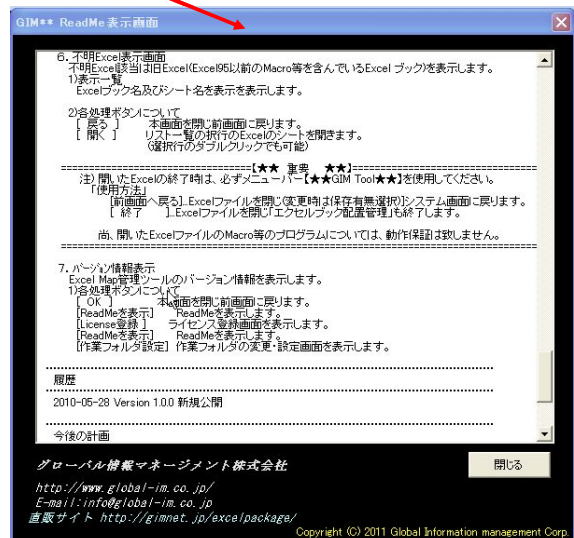 GIM** ReadMe表示画面
6. 不明Excel表示画面
不明Excel該当は旧Excel(Excel95以前のMacro等を含んでいるExcel ブック)を表示します。
1)表示一覧
Excelブック名及びシート名を表示を表示します。
2)各処理ボタンについて
[ 戻る ] 本画面を閉じ前画面に戻ります。
[ 開く ] リスト一覧の択行のExcelのシートを開きます。
(選択行のダブルクリックでも可能)
==========================【★★ 重要 ★★】==========================
注) 開いたExcelの終了時は、必ずメニューバー【★★GIM Tool★★】を使用してください。
「使用方法」
[前画面へ戻る]...Excelファイルを閉じ(変更時は保存有無選択)システム画面に戻ります。
[ 終了 ]...Excelファイルを閉じ「エクセルブック配置管理」も終了します。
尚、開いたExcelファイルのMacro等のプログラムについては、動作保証は致しません。
==================================================================
7. バージョン情報表示
Excel Map管理ツールのバージョン情報を表示します。
1)各処理ボタンについて
[ OK ] 本画面を閉じ前画面に戻ります。
[ReadMeを表示] ReadMeを表示します。
[License登録 ] ライセンス登録画面を表示します。
[ReadMeを表示] ReadMeを表示します。
[作業フォルダ設定] 作業フォルダの変更・設定画面を表示します。
履歴
2010-05-28 Version 1.0.0 新規公開
今後の計画
グローバル情報マネージメント株式会社
閉じる
http://www.global-im.co.jp/
E-mail:info@global-im.co.jp
直販サイト http://gimnet.jp/excelpackage/
Copyright (C) 2011 Global Information management Corp.